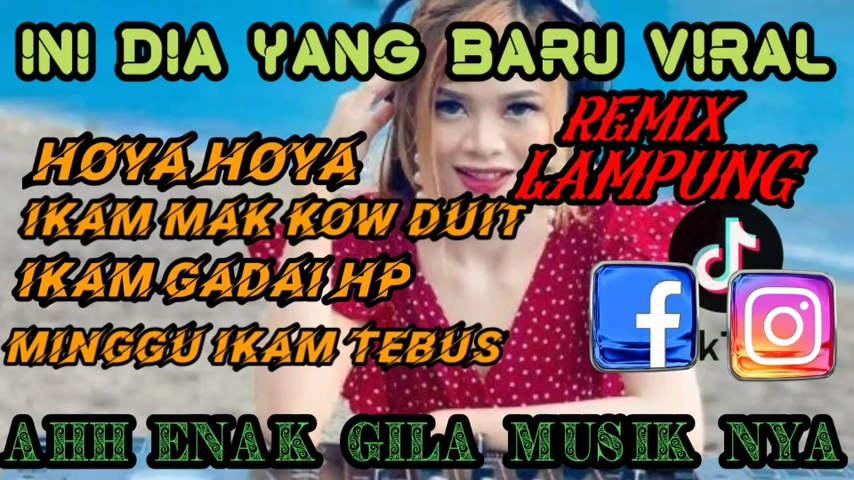 INI DIA YANG BARU VIRAL
REMIX
LAMPUNG
HOYA HOYA
IKAM MAK KOW DUIT
IKAM GADAI HP
MINGGU IKAM TEBUS
AHH ENAK GILA MUSIK NYA